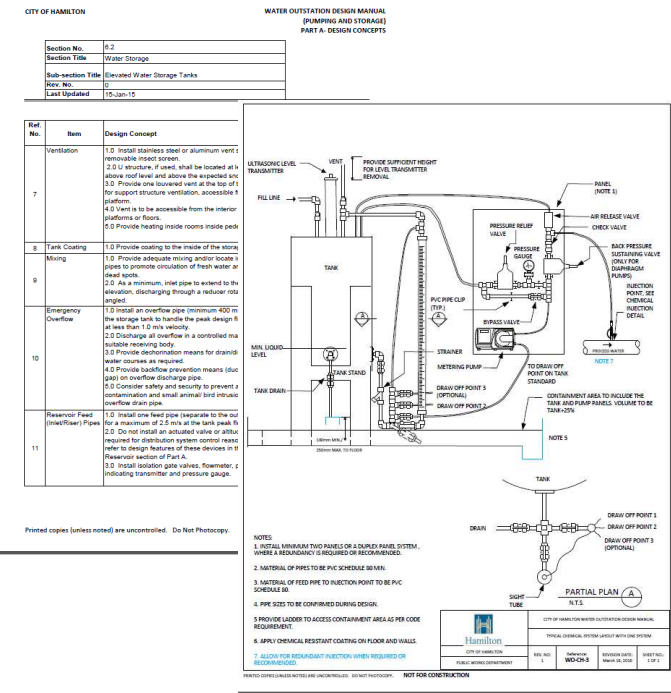 CITY OF HAMILTON
WATER OUTSTATION DESIGN MANUAL
(PUMPING AND STORAGE)
PART A- DESIGN CONCEPTS
Section No. 6.2
Section Title Water Storage
Sub-section Title Elevated Water Storage Tanks
Rev. No. 0
Last Updated 15-Jan-15
Ref. No. Item Design Concept
7 Ventilation
1.0 Install stainless steel or aluminum vent
removable insect screen.
2.0 U structure, if used, shall be located at
above roof level and above the expected
3.0 Provide one louvered vent at the top of
for support structure ventilation, accessible
platform.
4.0 Vent is to be accessible from the interior
platforms or floors.
5.0 Provide heating inside rooms inside
8 Tank Coating 1.0 Provide coating to the inside of the
9 Mixing
1.0 Provide adequate mixing and/or locate
pipes to promote circulation of fresh water
dead spots.
2.0 As a minimum, inlet pipe to extend to
elevation, discharging through a reducer
angled.
10 Emergency Overflow
1.0 Install an overflow pipe (minimum 400
the storage tank to handle the peak design
at less than 1.0 m/s velocity.
2.0 Discharge all overflow in a controlled
suitable receiving body.
3.0 Provide dechorination means for
water courses as required.
4.0 Provide backflow prevention means
gap) on overflow discharge pipe.
5.0 Consider safety and security to prevent
contamination and small animal/ bird
overflow drain pipe.
11 Reservoir Feed (Inlet/Riser) Pipes
1.0 Install one feed pipe (separate to the
for a maximum of 2.5 m/s at the tank peak
2.0 Do not install an actuated valve or
required for distribution system control
refer to design features of these devices in
Reservoir section of Part A.
3.0 Install isolation gate valves, flowmeter,
indicating transmitter and pressure gauge.
Printed copies (unless noted) are uncontrolled. Do Not Photocopy.
ULTRASONIC LEVEL
TRANSMITTER
VENT
PROVIDE SUFFICIENT HEIGHT
FOR LEVEL TRANSMITTER
REMOVAL
FILL LINE
PANEL
(NOTE 1)
AIR RELEASE VALVE
CHECK VALVE
PRESSURE RELIEF
VALVE
PRESSURE
GAUGE
BACK PRESSURE
SUSTAINING VALVE
(ONLY FOR
DIAPHRAGM
PUMPS)
TANK
INJECTION
POINT, SEE
CHEMICAL
INJECTION
DETAIL
PVC PIPE CLIP
(TYP.)
A
A
BYPASS VALVE
MIN. LIQUID
LEVEL
STRAINER
PROCESS WATER
NOTE 7
TANK STAND
METERING PUMP
TO DRAW OFF
POINT ON TANK
STANDARD
TANK DRAIN
DRAW OFF POINT 3
(OPTIONAL)
DRAW OFF POINT 2
CONTAINMENT AREA TO INCLUDE THE
TANK AND PUMP PANELS. VOLUME TO BE
TANK+25%
NOTE 5
250mm MAX. TO FLOOR
TANK
DRAIN
DRAW OFF POINT 1
DRAW OFF POINT 2
DRAW OFF POINT 3
(OPTIONAL)
SIGHT
TUBE
PARTIAL PLAN A
N.T.S.
NOTES:
1. INSTALL MINIMUM TWO PANELS OR A DUPLEX PANEL SYSTEM ,
WHERE A REDUNDANCY IS REQUIRED OR RECOMMENDED.
2. MATERIAL OF PIPES TO BE PVC SCHEDULE 80 MIN.
3. MATERIAL OF FEED PIPE TO INJECTION POINT TO BE PVC
SCHEDULE 80.
4. PIPE SIZES TO BE CONFIRMED DURING DESIGN.
5 PROVIDE LADDER TO ACCESS CONTAINMENT AREA AS PER CODE
REQUIREMENT.
6. APPLY CHEMICAL RESISTANT COATING ON FLOOR AND WALLS.
7. ALLOW FOR REDUNDANT INJECTION WHEN REQUIRED OR
RECOMMENDED.
Hamilton
CITY OF HAMILTON
PUBLIC WORKS DEPARTMENT
CITY OF HAMILTON WATER OUTSTATION DESIGN MANUAL
TYPICAL CHEMICAL SYSTEM LAYOUT WITH ONE SYSTEM
REV. NO: 1
Reference: WO-CH-3
REVISION DATE:
SHEET NO.: 1 OF 1
PRINTED COPIES (UNLESS NOTED) ARE UNCONTROLLED. DO NOT PHOTOCOPY. NOT FOR CONSTRUCTION